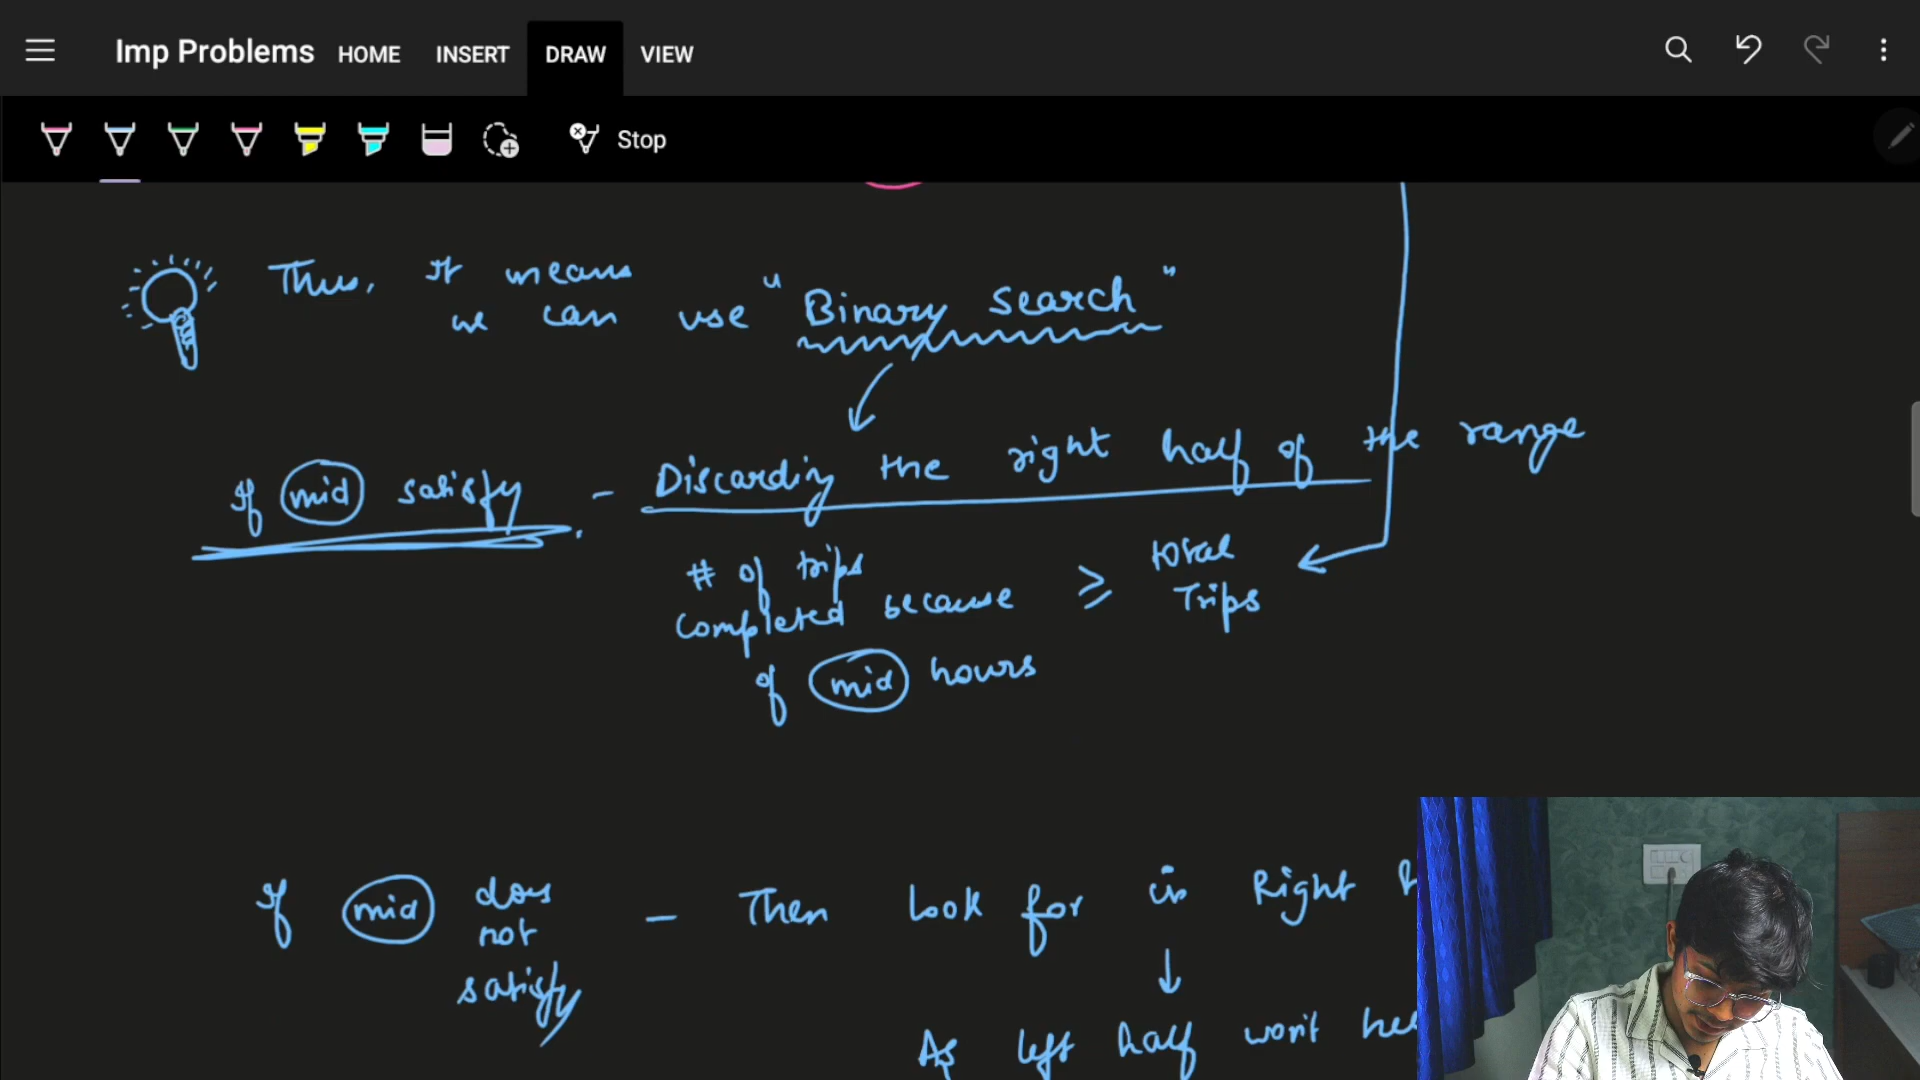 Imp Problems HOME INSERT DRAW VIEW
Stop
Thus, it means
we can use "Binary Search"
If mid satisfy - Discarding the right half of the range
# of trips
completed because ≥ total Trips
of mid hours
If mid does not satisfy - Then Look for in Right
As left half won't